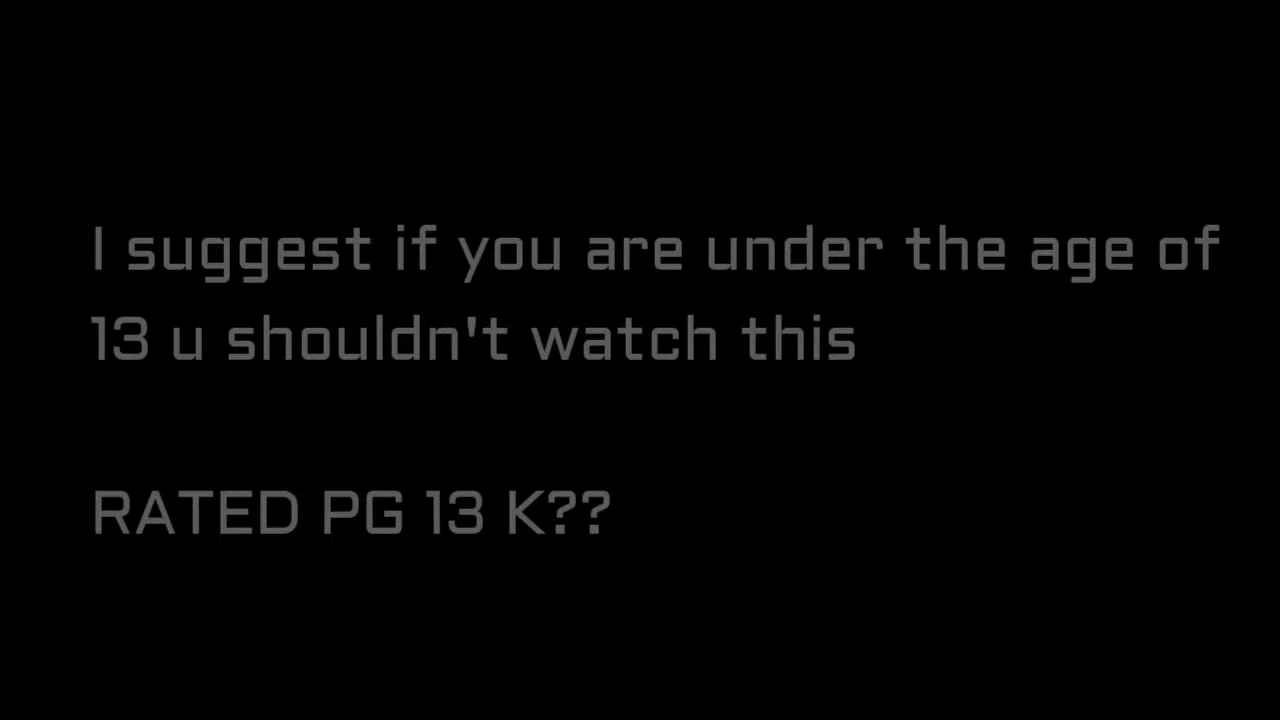 I suggest if you are under the age of
13 u shouldn't watch this
RATED PG 13 K??